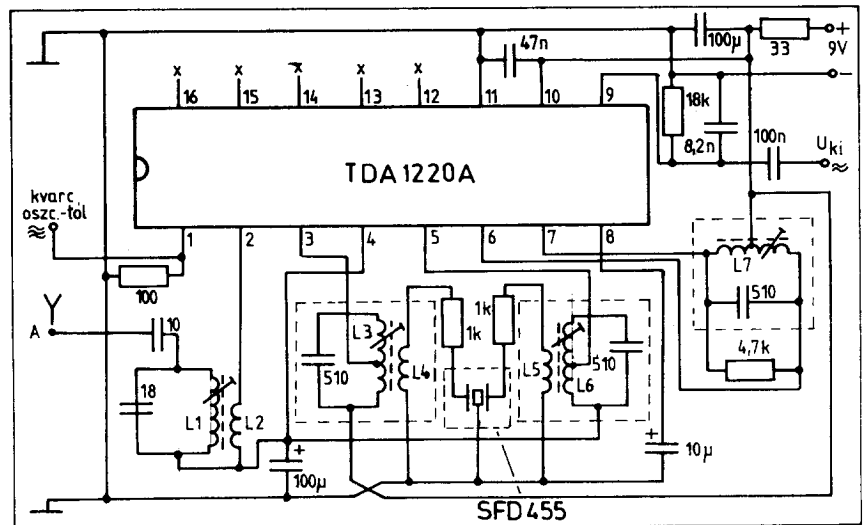 47n
100µ
33
+
9V
−
x
x
x
x
x
16
15
14
13
12
11
10
9
18k
8,2n
100n
Uki
≈
TDA1220A
kvarc
oszc.-tól
≈
1
2
3
4
5
6
7
8
100
L7
510
4,7k
A
10
18
L1
L2
L3
510
L4
1k
1k
L5
L6
510
+
100µ
+
10µ
SFD455